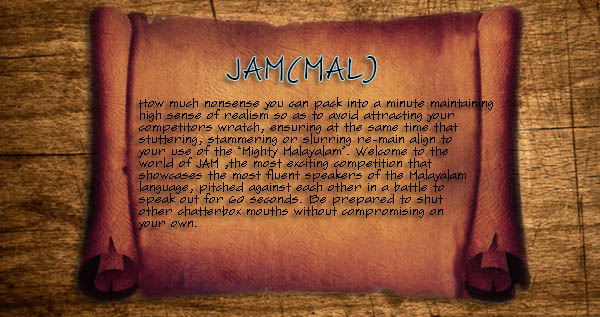 JAM(MAL)
How much nonsense you can pack into a minute maintaining
high sense of realism so as to avoid attracting your
competitors wrath, ensuring at the same time that
stuttering, stammering or slurring re-main align to
your use of the "Mighty Malayalam". Welcome to the
world of JAM ,the most exciting competition that
showcases the most fluent speakers of the Malayalam
language, pitched against each other in a battle to
speak out for 60 seconds. Be prepared to shut
other chatterbox mouths without compromising on
your own.